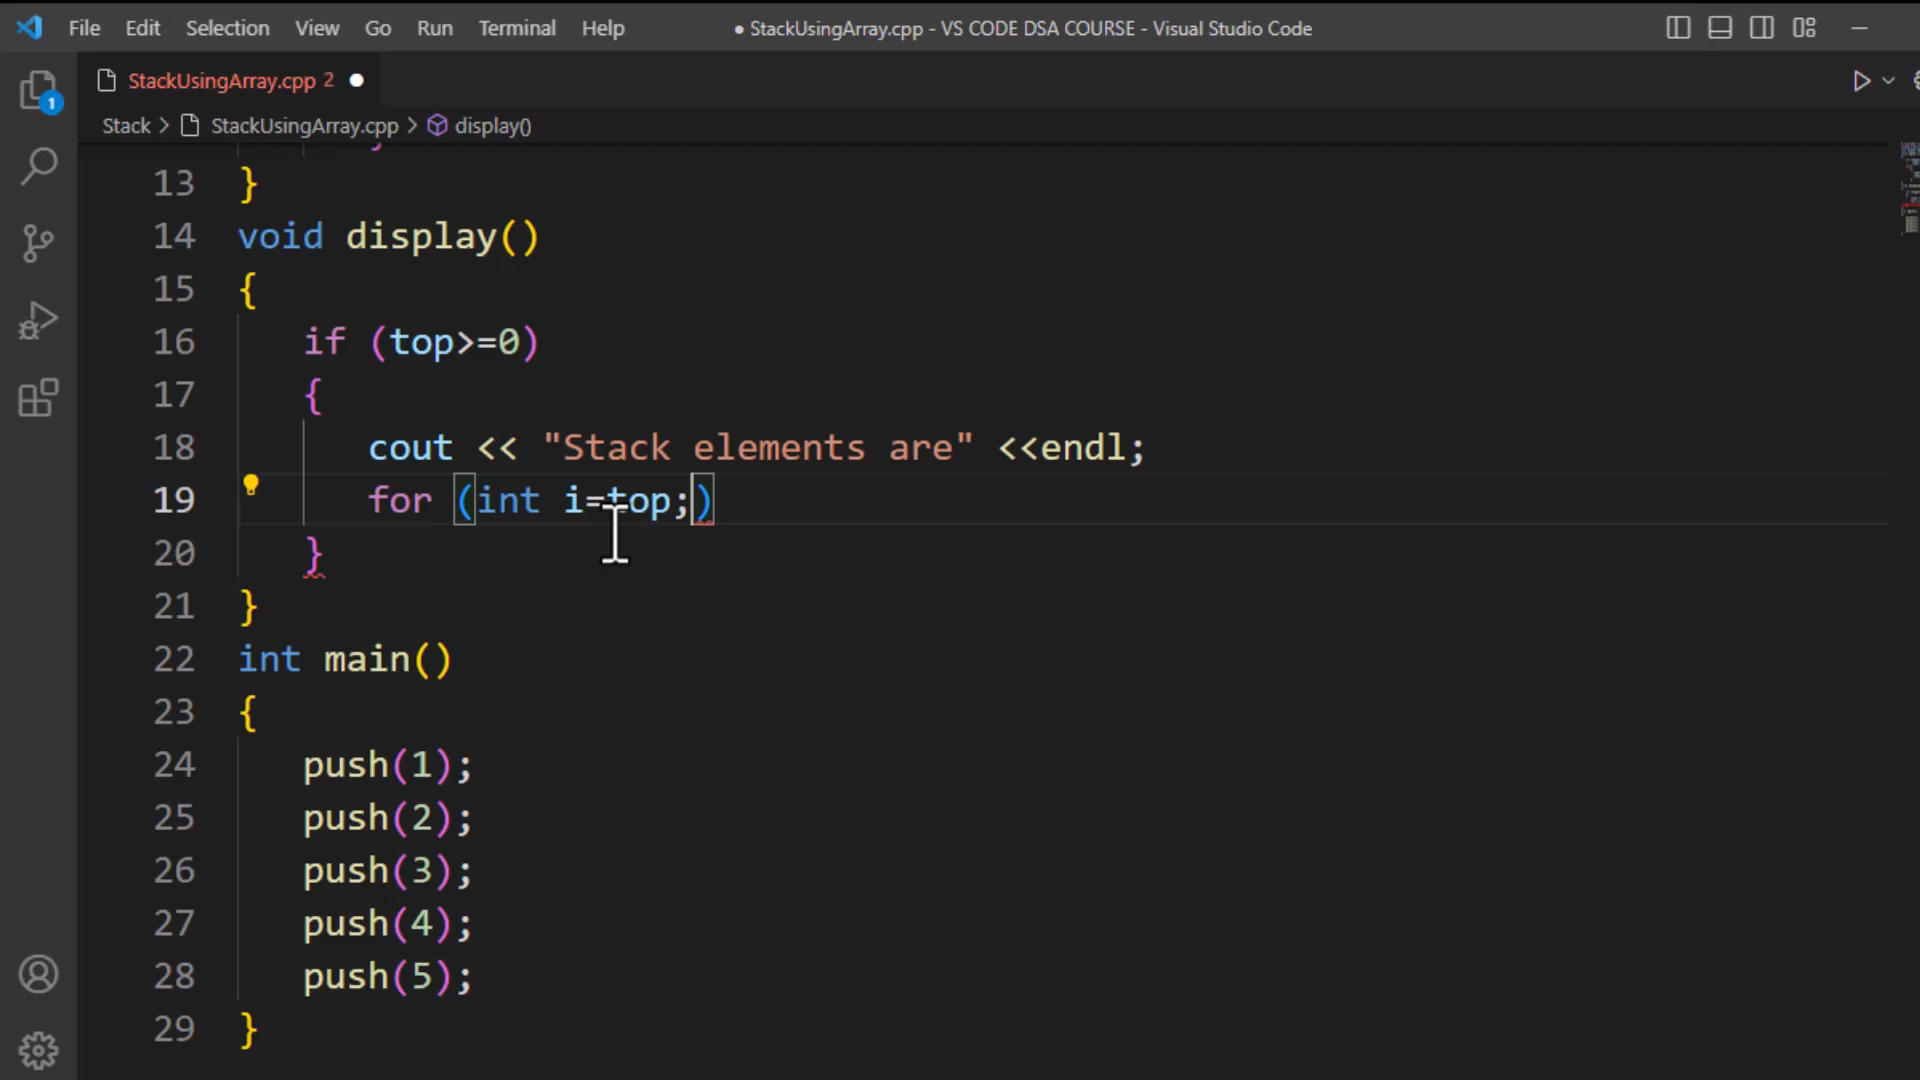 File Edit Selection View Go Run Terminal Help ● StackUsingArray.cpp - VS CODE DSA COURSE - Visual Studio Code
StackUsingArray.cpp 2 ●
1
Stack > StackUsingArray.cpp > display()
13 }
14 void display()
15 {
16 if (top>=0)
17 {
18 cout << "Stack elements are" <<endl;
19 for (int i=top;)
20 }
21 }
22 int main()
23 {
24 push(1);
25 push(2);
26 push(3);
27 push(4);
28 push(5);
29 }